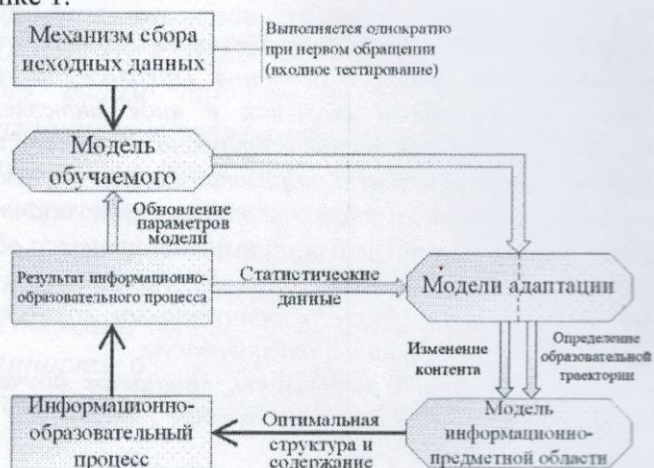 нке 1.
Механизм сбора
исходных данных
Выполняется однократно
при первом обращении
(входное тестирование)
Модель
обучаемого
Обновление
параметров
модели
Результат информационно-
образовательного процесса
Статистические
данные
Модели адаптации
Изменение
контента
Определение
образовательной
траектории
Информационно-
образовательный
процесс
Оптимальная
структура и
содержание
Модель
информационно-
предметной области